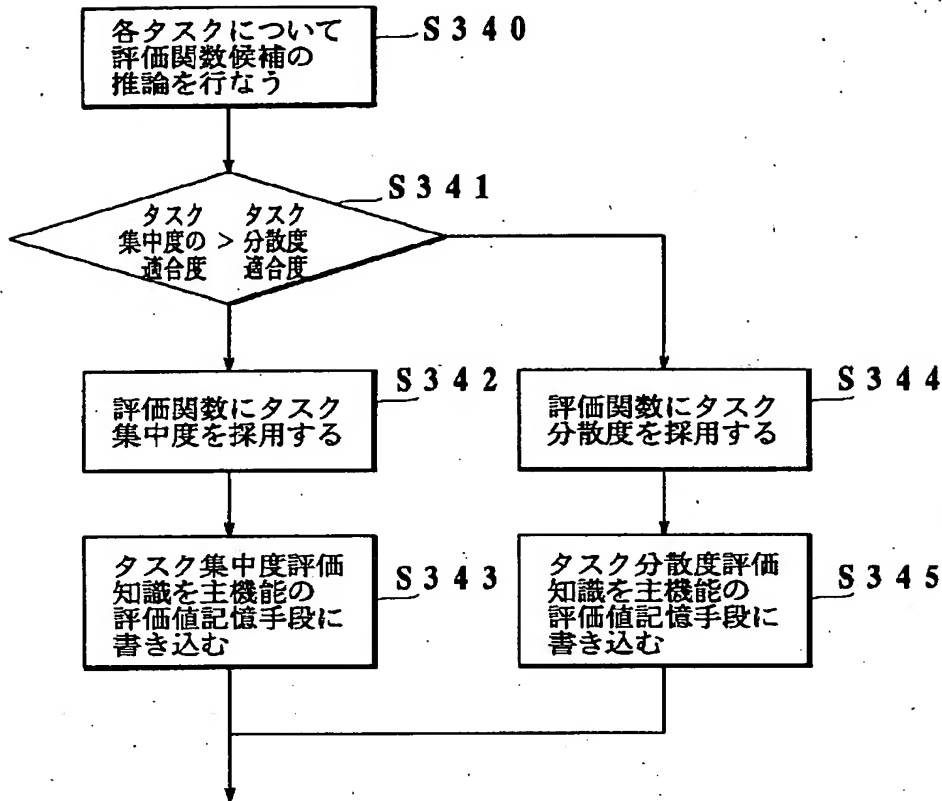 各タスクについて
評価関数候補の
推論を行なう
S340
S341
タスク タスク
集中度の > 分散度
適合度 適合度
S342
評価関数にタスク
集中度を採用する
S344
評価関数にタスク
分散度を採用する
タスク集中度評価
知識を主機能の
評価値記憶手段に
書き込む
S343
タスク分散度評価
知識を主機能の
評価値記憶手段に
書き込む
S345